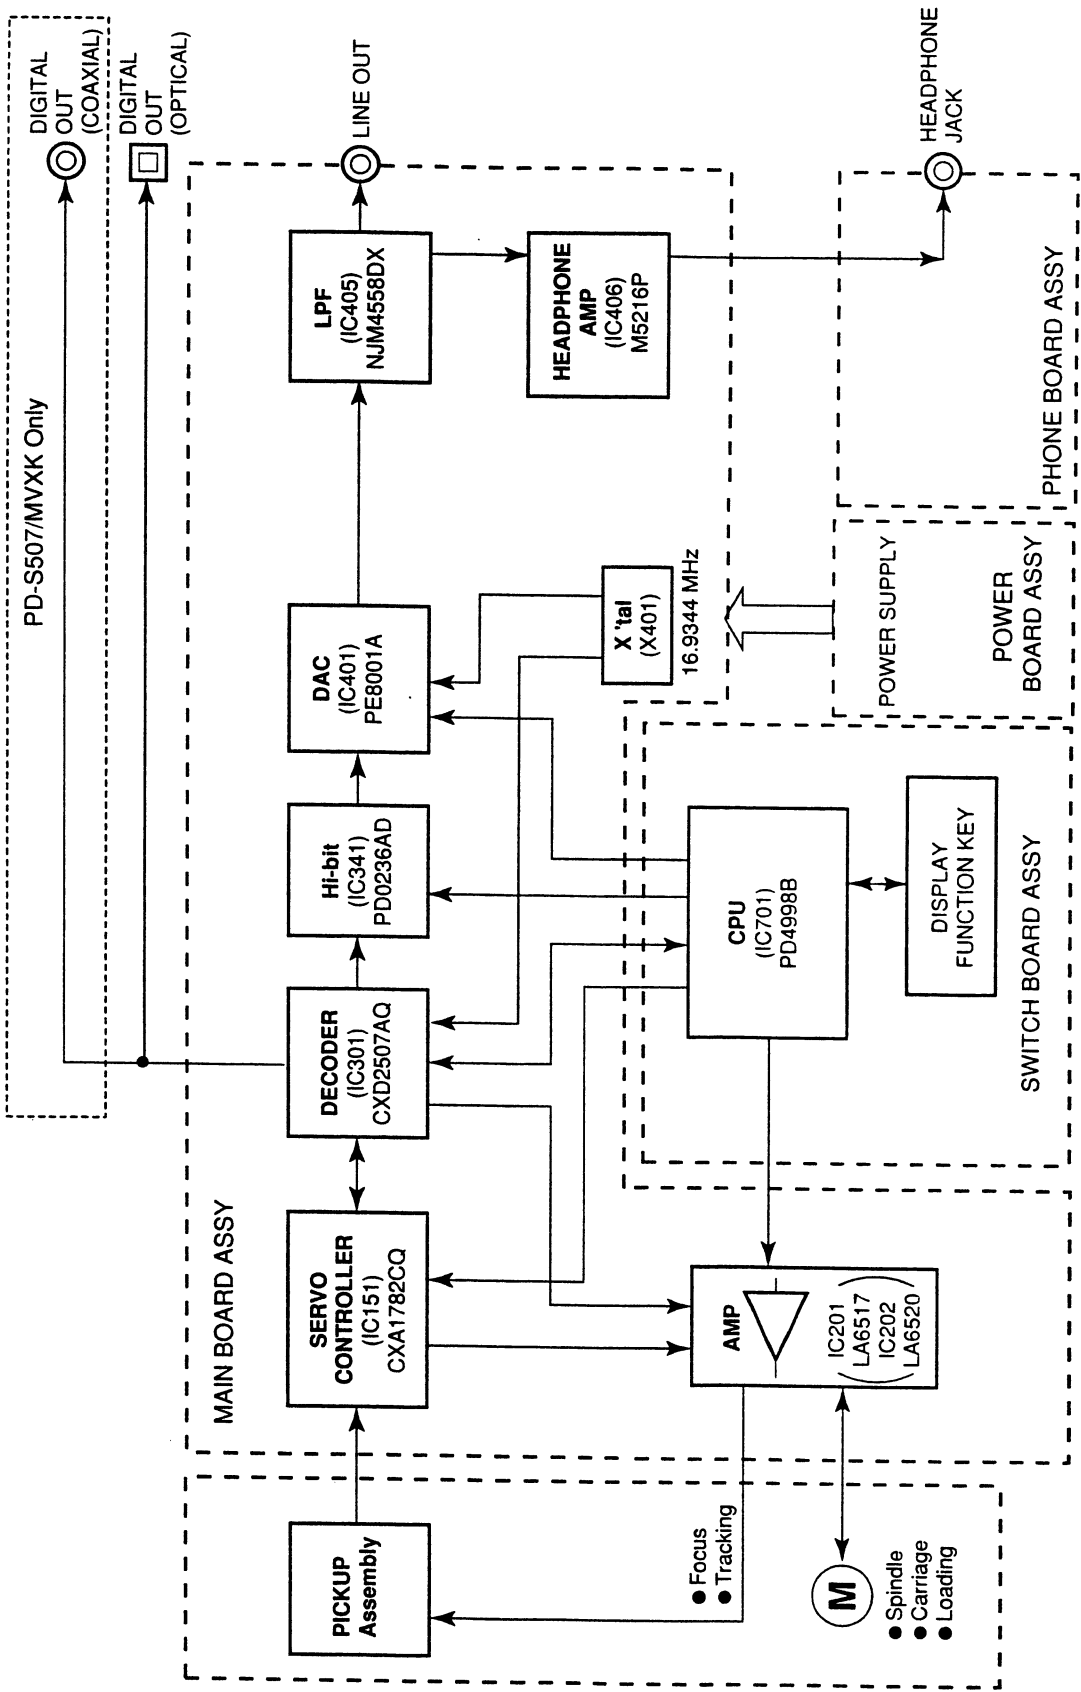 PD-S507/MVXK Only
DIGITAL
OUT
(COAXIAL)
DIGITAL
OUT
(OPTICAL)
MAIN BOARD ASSY
PICKUP
Assembly
SERVO
CONTROLLER
(IC151)
CXA1782CQ
DECODER
(IC301)
CXD2507AQ
Hi-bit
(IC341)
PD0236AD
DAC
(IC401)
PE8001A
LPF
(IC405)
NJM4558DX
LINE OUT
HEADPHONE
AMP
(IC406)
M5216P
X'tal
(X401)
16.9344 MHz
● Focus
● Tracking
AMP
IC201
LA6517
IC202
LA6520
CPU
(IC701)
PD4998B
M
● Spindle
● Carriage
● Loading
DISPLAY
FUNCTION KEY
SWITCH BOARD ASSY
POWER SUPPLY
POWER
BOARD ASSY
PHONE BOARD ASSY
HEADPHONE
JACK